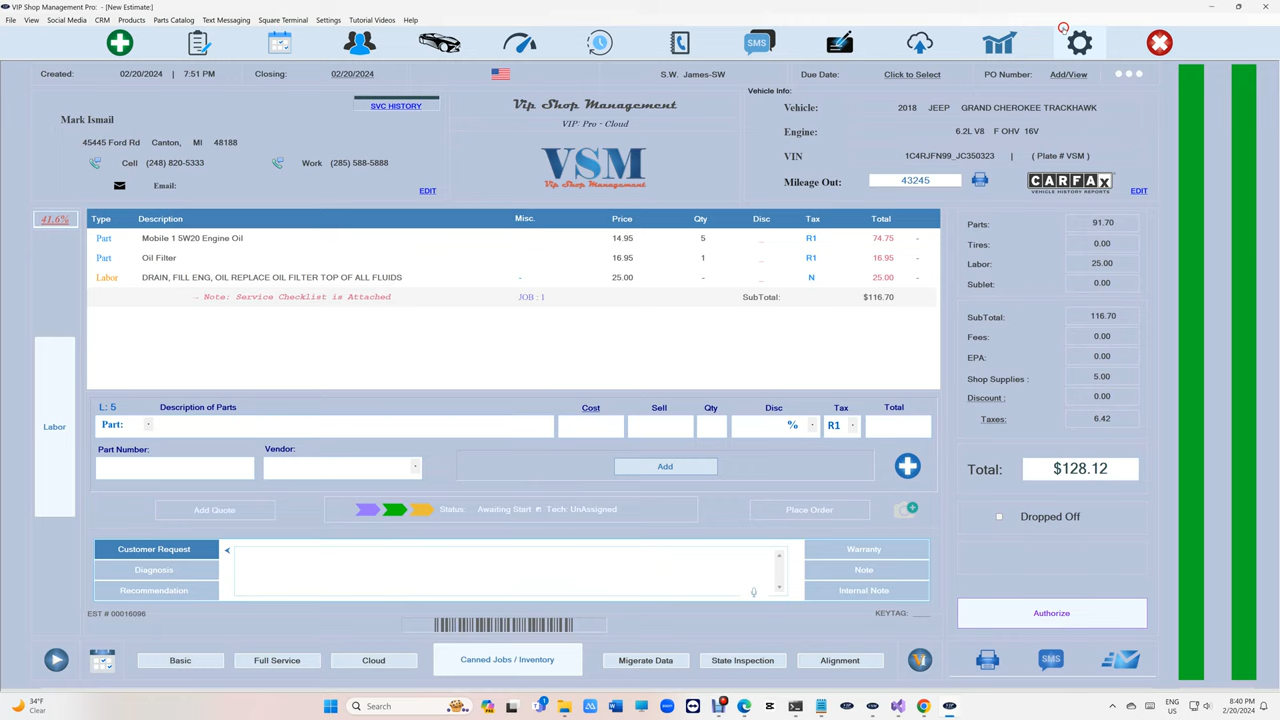 VIP Shop Management Pro: - [New Estimate:]
File View Social Media CRM Products Parts Catalog Text Messaging Square Terminal Settings Tutorial Videos Help
SMS
Created: 02/20/2024 | 7:51 PM Closing: 02/20/2024 S.W. James-SW Due Date: Click to Select PO Number: Add/View
SVC HISTORY
Mark Ismail
45445 Ford Rd Canton, MI 48188
Cell (248) 820-5333 Work (285) 588-5888
Email:
EDIT
Vip Shop Management
VIP: Pro - Cloud
VSM
Vip Shop Management
Vehicle Info:
Vehicle: 2018 JEEP GRAND CHEROKEE TRACKHAWK
Engine: 6.2L V8 F OHV 16V
VIN 1C4RJFN99_JC350323 | ( Plate # VSM )
Mileage Out: 43245
CARFAX
VEHICLE HISTORY REPORTS
EDIT
41.6%
Type Description Misc. Price Qty Disc Tax Total
Part Mobile 1 5W20 Engine Oil 14.95 5 _ R1 74.75 -
Part Oil Filter 16.95 1 _ R1 16.95 -
Labor DRAIN, FILL ENG, OIL REPLACE OIL FILTER TOP OF ALL FLUIDS - 25.00 - _ N 25.00 -
- Note: Service Checklist is Attached JOB : 1 SubTotal: $116.70
Labor
Parts: 91.70
Tires: 0.00
Labor: 25.00
Sublet: 0.00
SubTotal: 116.70
Fees: 0.00
EPA: 0.00
Shop Supplies : 5.00
Discount : 0.00
Taxes: 6.42
Total: $128.12
Dropped Off
Authorize
L: 5 Description of Parts Cost Sell Qty Disc Tax Total
Part: % R1
Part Number: Vendor:
Add
Add Quote Status: Awaiting Start Tech: UnAssigned Place Order
Customer Request
Diagnosis
Recommendation
Warranty
Note
Internal Note
EST # 00016096 KEYTAG: ____
Basic Full Service Cloud Canned Jobs / Inventory Migerate Data State Inspection Alignment
SMS
34°F
Clear
Search
ENG
US
8:40 PM
2/20/2024